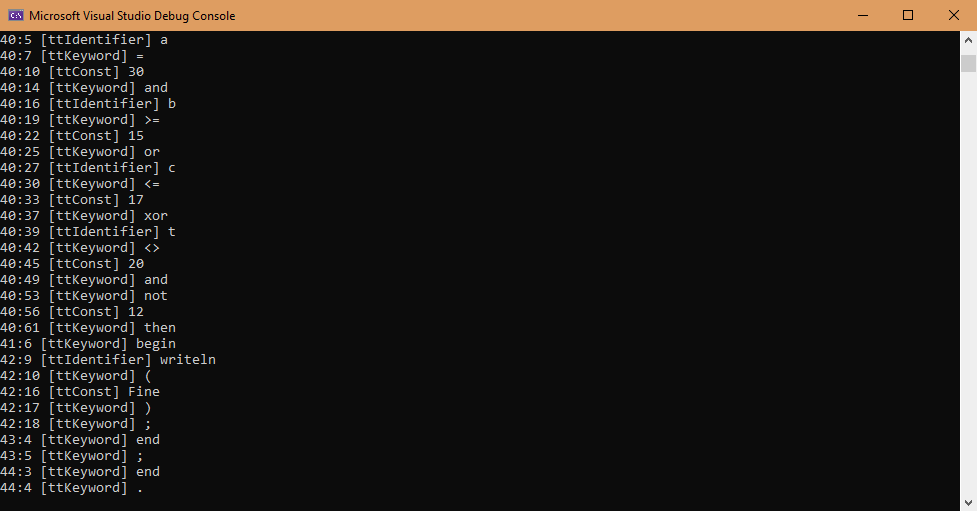 Microsoft Visual Studio Debug Console
40:5 [ttIdentifier] a
40:7 [ttKeyword] =
40:10 [ttConst] 30
40:14 [ttKeyword] and
40:16 [ttIdentifier] b
40:19 [ttKeyword] >=
40:22 [ttConst] 15
40:25 [ttKeyword] or
40:27 [ttIdentifier] c
40:30 [ttKeyword] <=
40:33 [ttConst] 17
40:37 [ttKeyword] xor
40:39 [ttIdentifier] t
40:42 [ttKeyword] <>
40:45 [ttConst] 20
40:49 [ttKeyword] and
40:53 [ttKeyword] not
40:56 [ttConst] 12
40:61 [ttKeyword] then
41:6 [ttKeyword] begin
42:9 [ttIdentifier] writeln
42:10 [ttKeyword] (
42:16 [ttConst] Fine
42:17 [ttKeyword] )
42:18 [ttKeyword] ;
43:4 [ttKeyword] end
43:5 [ttKeyword] ;
44:3 [ttKeyword] end
44:4 [ttKeyword] .